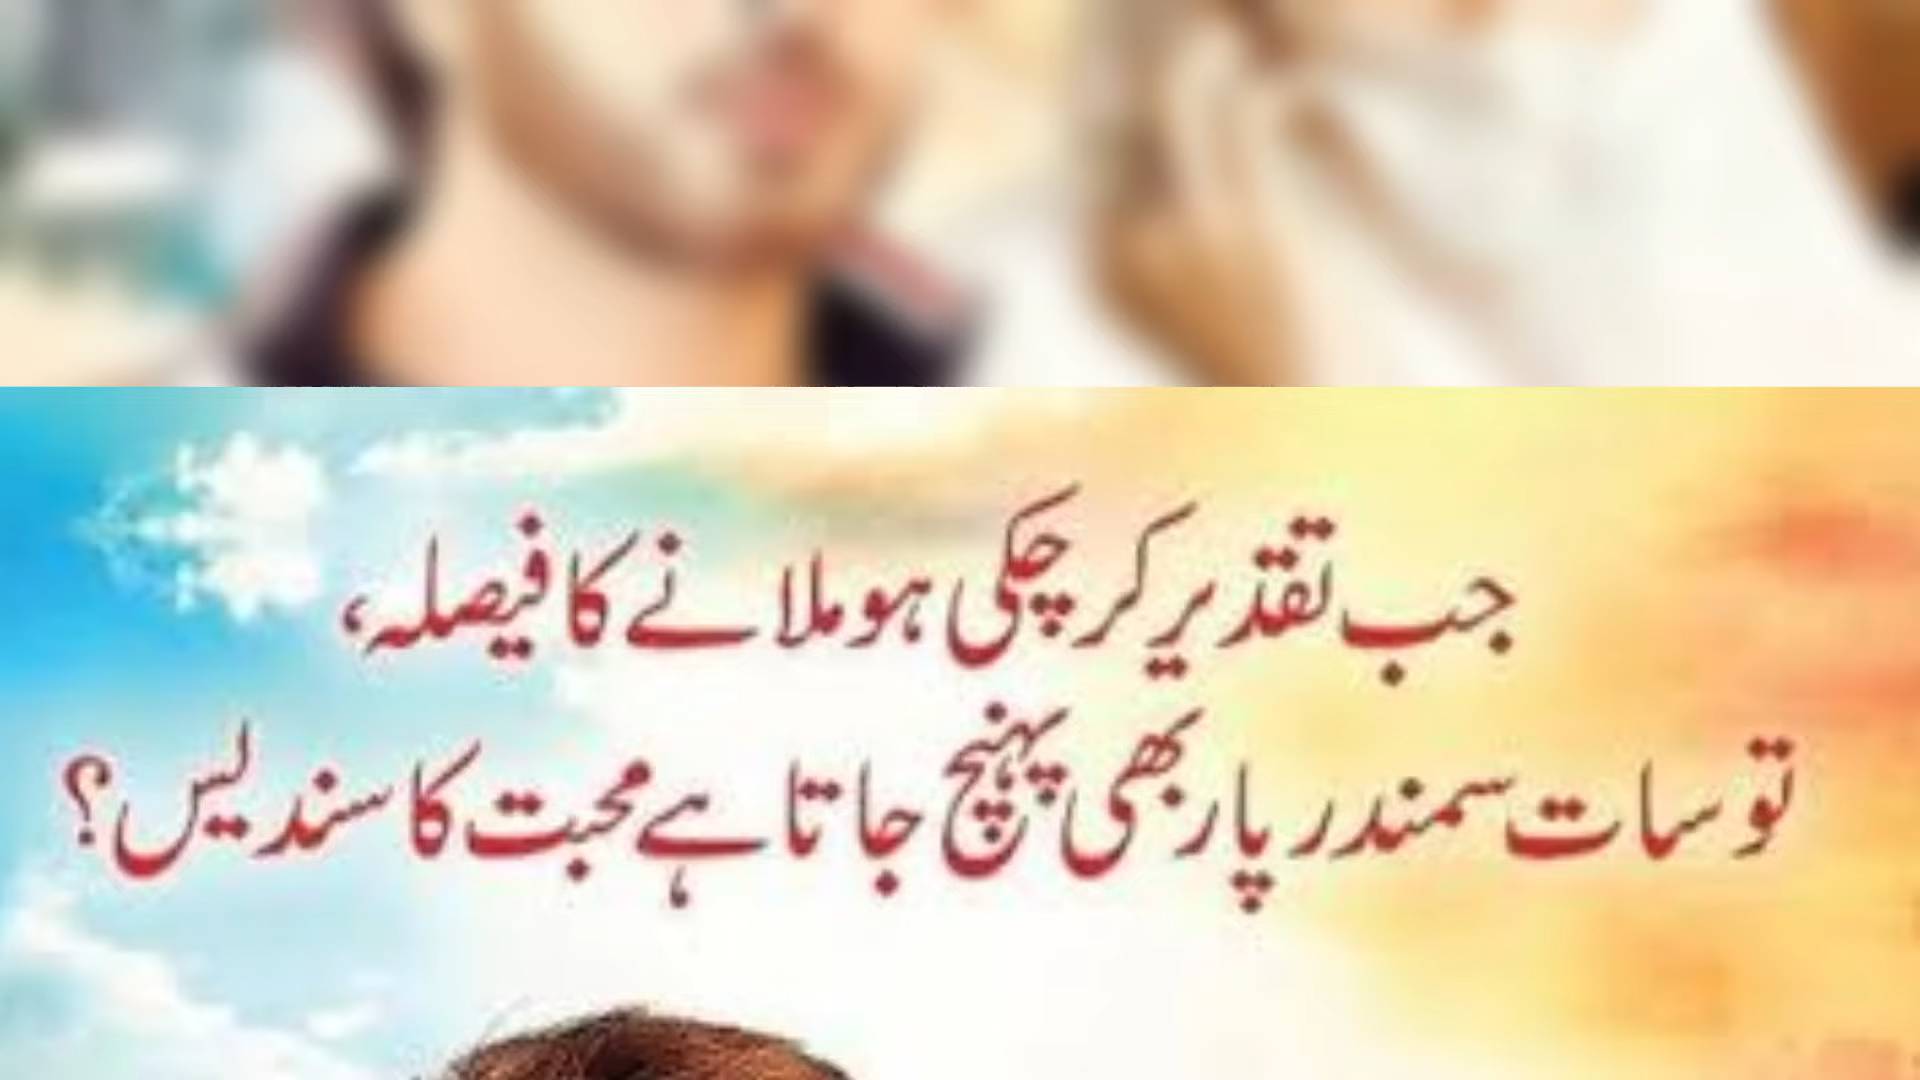 جب تقدیر کر چکی ہو ملانے کا فیصلہ،
تو سات سمندر پار بھی پہنچ جاتا ہے محبت کا سندیس؟